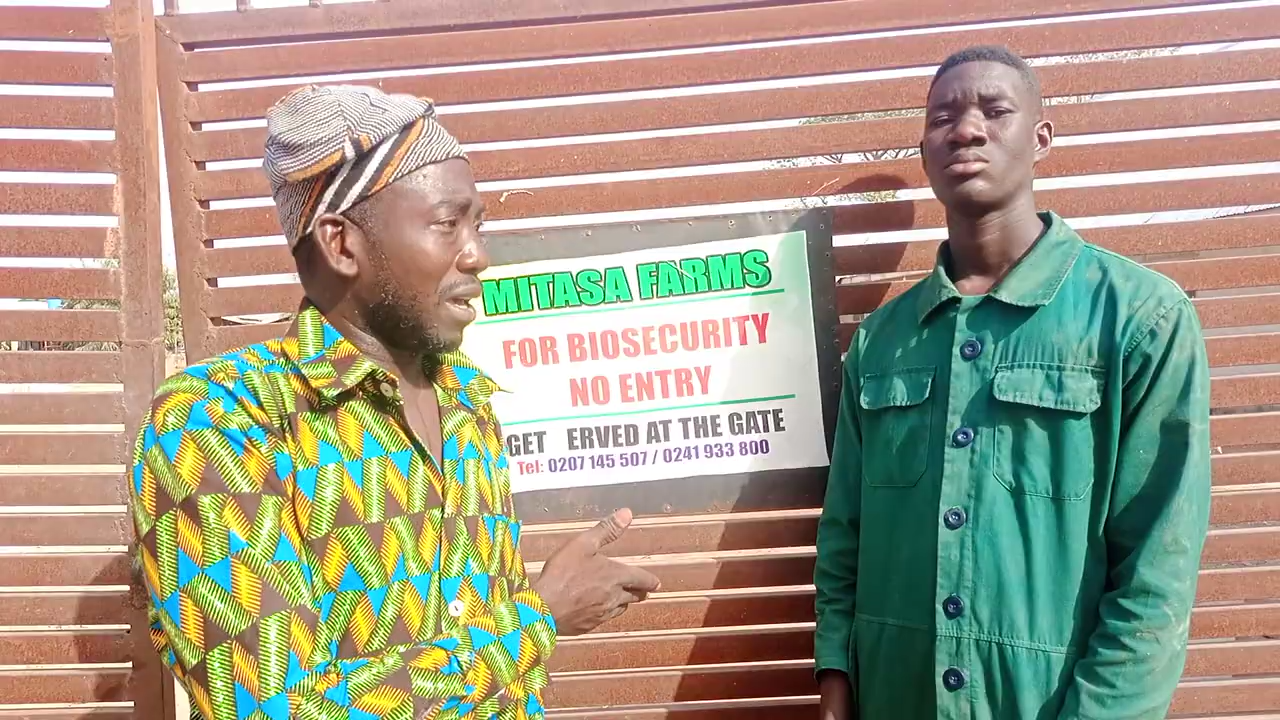 MITASA FARMS
FOR BIOSECURITY
NO ENTRY
GET ERVED AT THE GATE
Tel: 0207 145 507 / 0241 933 800